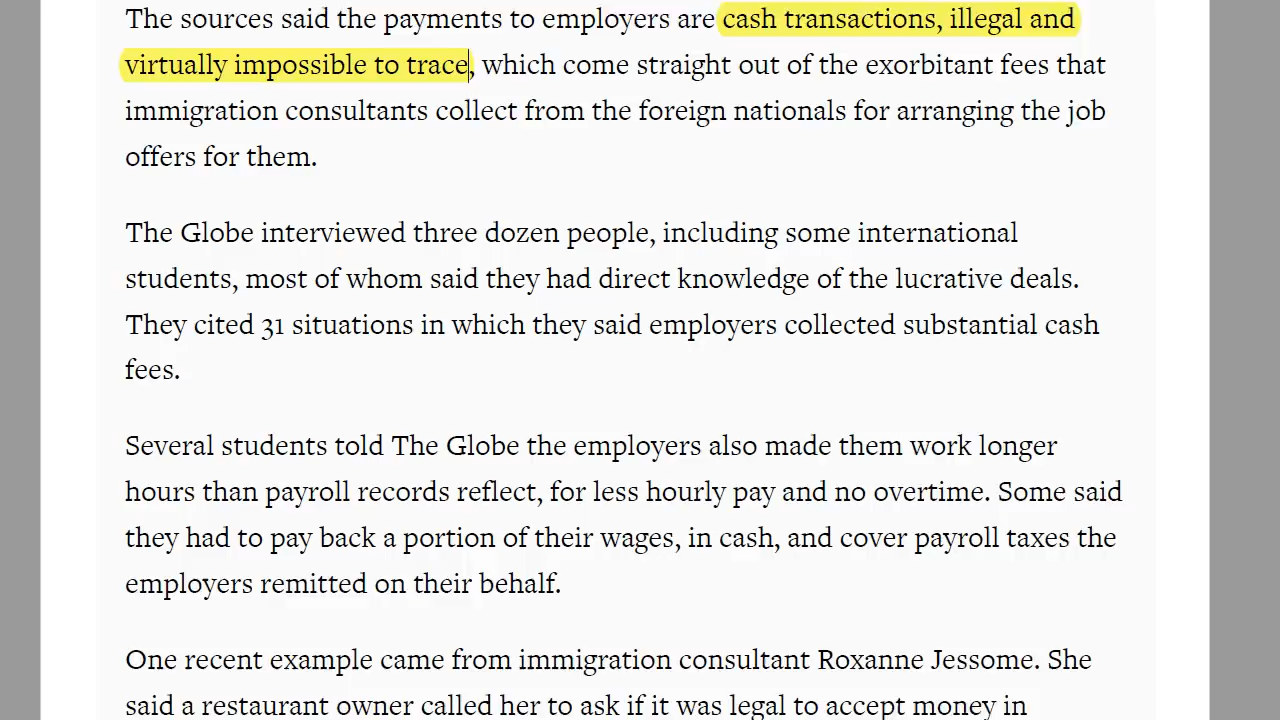 The sources said the payments to employers are cash transactions, illegal and
virtually impossible to trace, which come straight out of the exorbitant fees that
immigration consultants collect from the foreign nationals for arranging the job
offers for them.
The Globe interviewed three dozen people, including some international
students, most of whom said they had direct knowledge of the lucrative deals.
They cited 31 situations in which they said employers collected substantial cash
fees.
Several students told The Globe the employers also made them work longer
hours than payroll records reflect, for less hourly pay and no overtime. Some said
they had to pay back a portion of their wages, in cash, and cover payroll taxes the
employers remitted on their behalf.
One recent example came from immigration consultant Roxanne Jessome. She
said a restaurant owner called her to ask if it was legal to accept money in